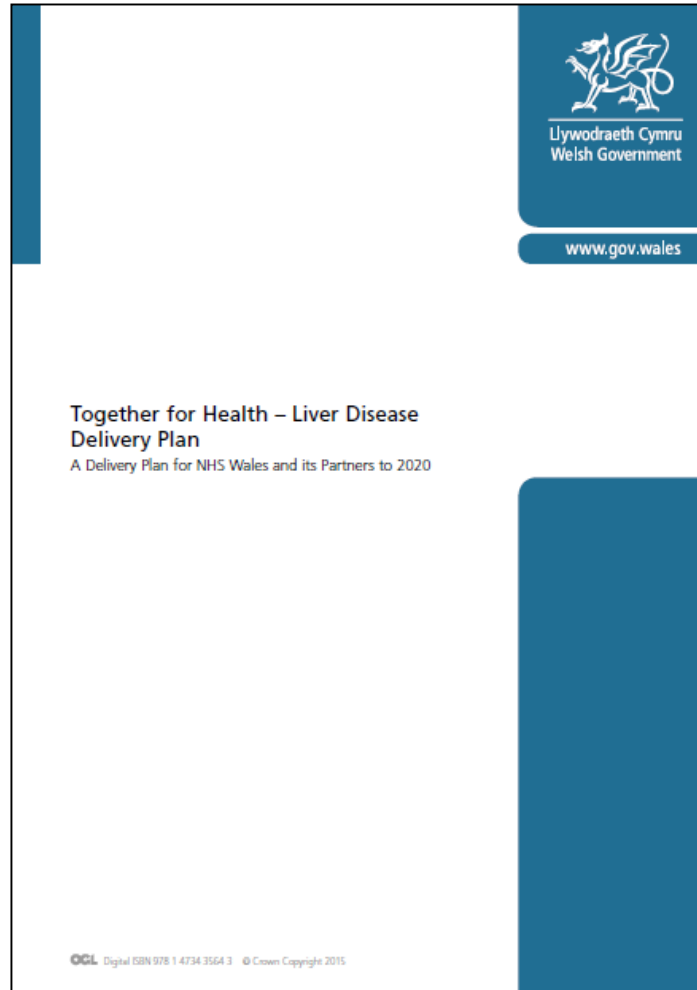 Llywodraeth Cymru
Welsh Government
www.gov.wales
Together for Health – Liver Disease
Delivery Plan
A Delivery Plan for NHS Wales and its Partners to 2020
OGL Digital ISBN 978 1 4734 3564 3 © Crown Copyright 2015